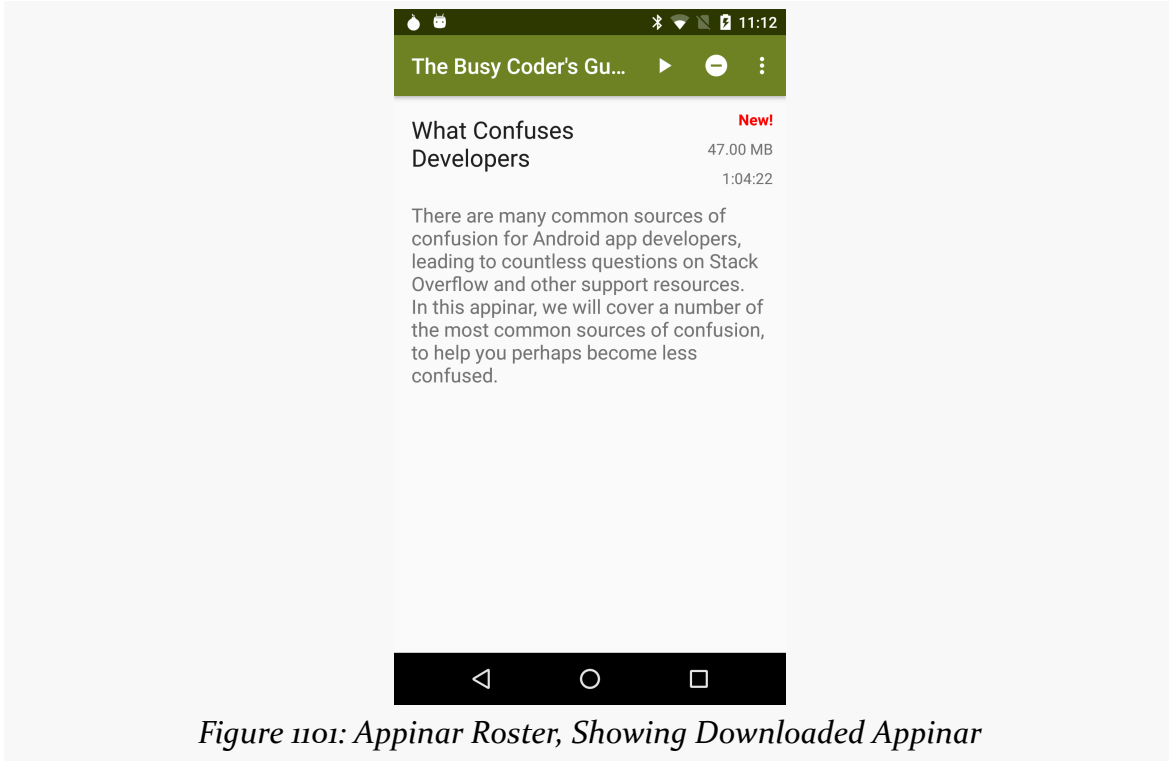 11:12
The Busy Coder's Gu...
What Confuses
Developers
New!
47.00 MB
1:04:22
There are many common sources of
confusion for Android app developers,
leading to countless questions on Stack
Overflow and other support resources.
In this appinar, we will cover a number of
the most common sources of confusion,
to help you perhaps become less
confused.
Figure 1101: Appinar Roster, Showing Downloaded Appinar